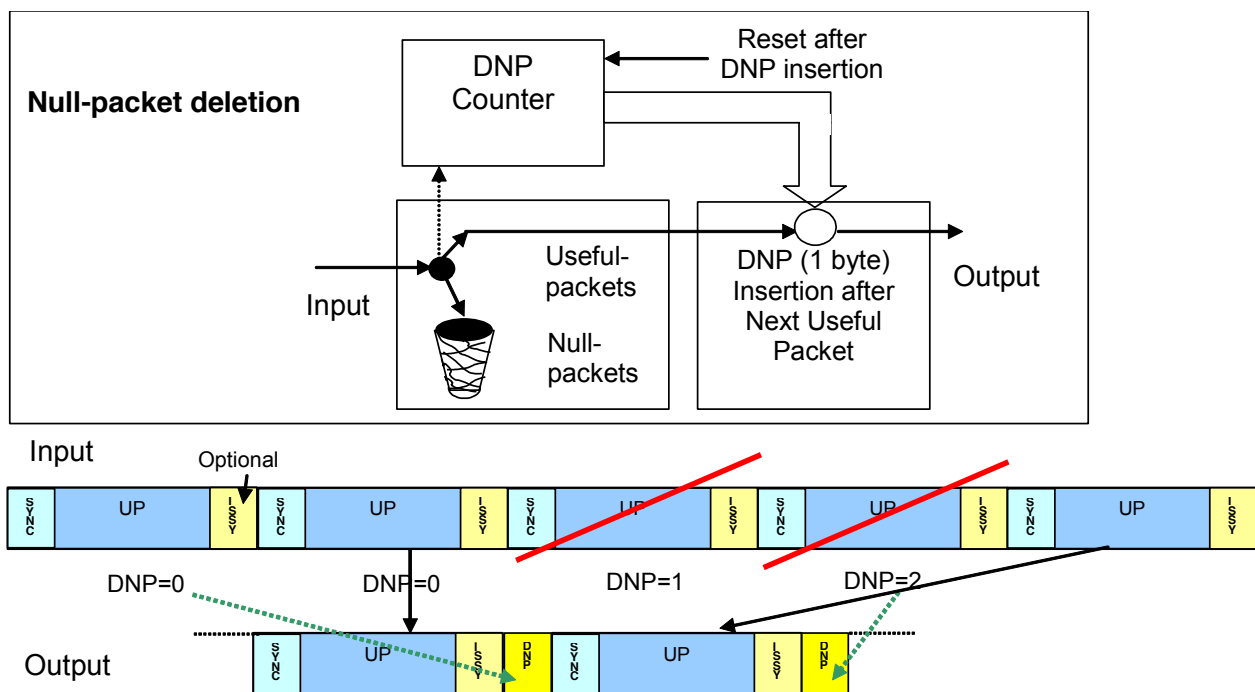 Null-packet deletion
DNP
Counter
Reset after
DNP insertion
Input
Useful-
packets
Null-
packets
DNP (1 byte)
Insertion after
Next Useful
Packet
Output
Input
Optional
SYNC UP ISSY SYNC UP ISSY SYNC UP ISSY SYNC UP ISSY SYNC UP ISSY
DNP=0 DNP=0 DNP=1 DNP=2
Output
SYNC UP ISSY DNP SYNC UP ISSY DNP